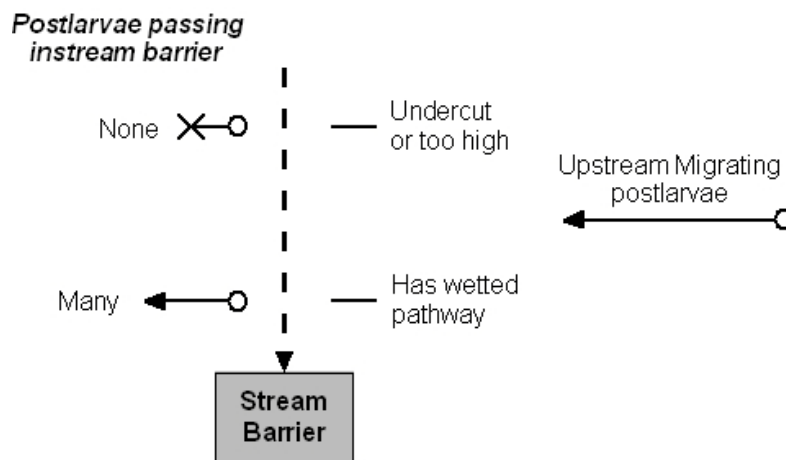 Postlarvae passing
instream barrier
None
Undercut
or too high
Upstream Migrating
postlarvae
Many
Has wetted
pathway
Stream
Barrier